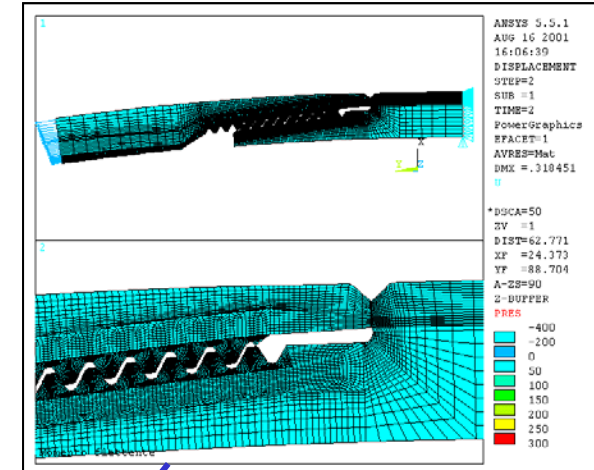 1
ANSYS 5.5.1
AUG 16 2001
16:06:39
DISPLACEMENT
STEP=2
SUB =1
TIME=2
PowerGraphics
EFACET=1
AVRES=Mat
DMX =.318451
U
*DSCA=50
ZV =1
DIST=62.771
XF =24.373
YF =88.704
A-ZS=90
Z-BUFFER
PRES
-400
-200
0
50
100
150
200
250
300
X
Y
Z
2
Momento flettente